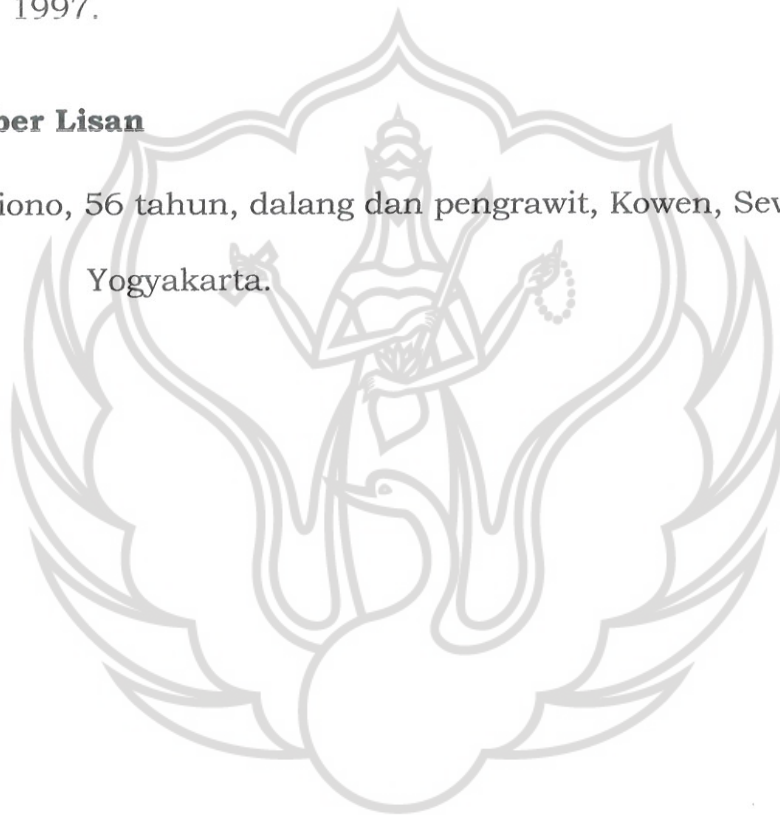 1997.
ber Lisan
iono, 56 tahun, dalang dan pengrawit, Kowen, Sev
Yogyakarta.